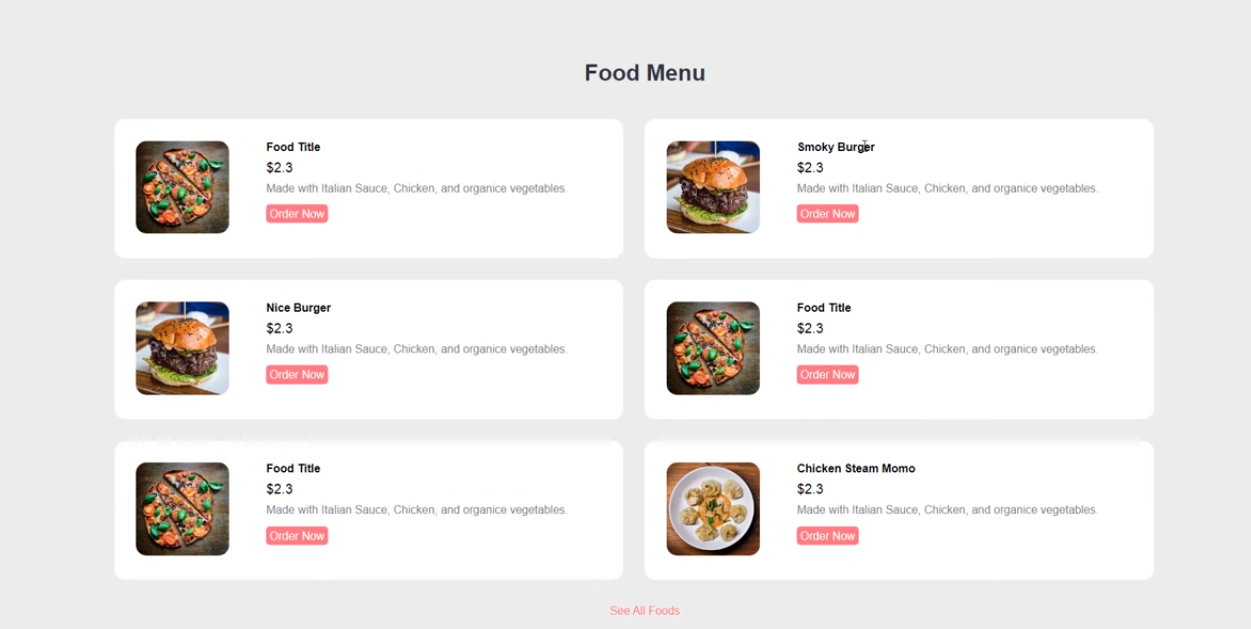 Food Menu
Food Title
$2.3
Made with Italian Sauce, Chicken, and organice vegetables.
Order Now
Smoky Burger
$2.3
Made with Italian Sauce, Chicken, and organice vegetables.
Order Now
Nice Burger
$2.3
Made with Italian Sauce, Chicken, and organice vegetables.
Order Now
Food Title
$2.3
Made with Italian Sauce, Chicken, and organice vegetables.
Order Now
Food Title
$2.3
Made with Italian Sauce, Chicken, and organice vegetables.
Order Now
Chicken Steam Momo
$2.3
Made with Italian Sauce, Chicken, and organice vegetables.
Order Now
See All Foods